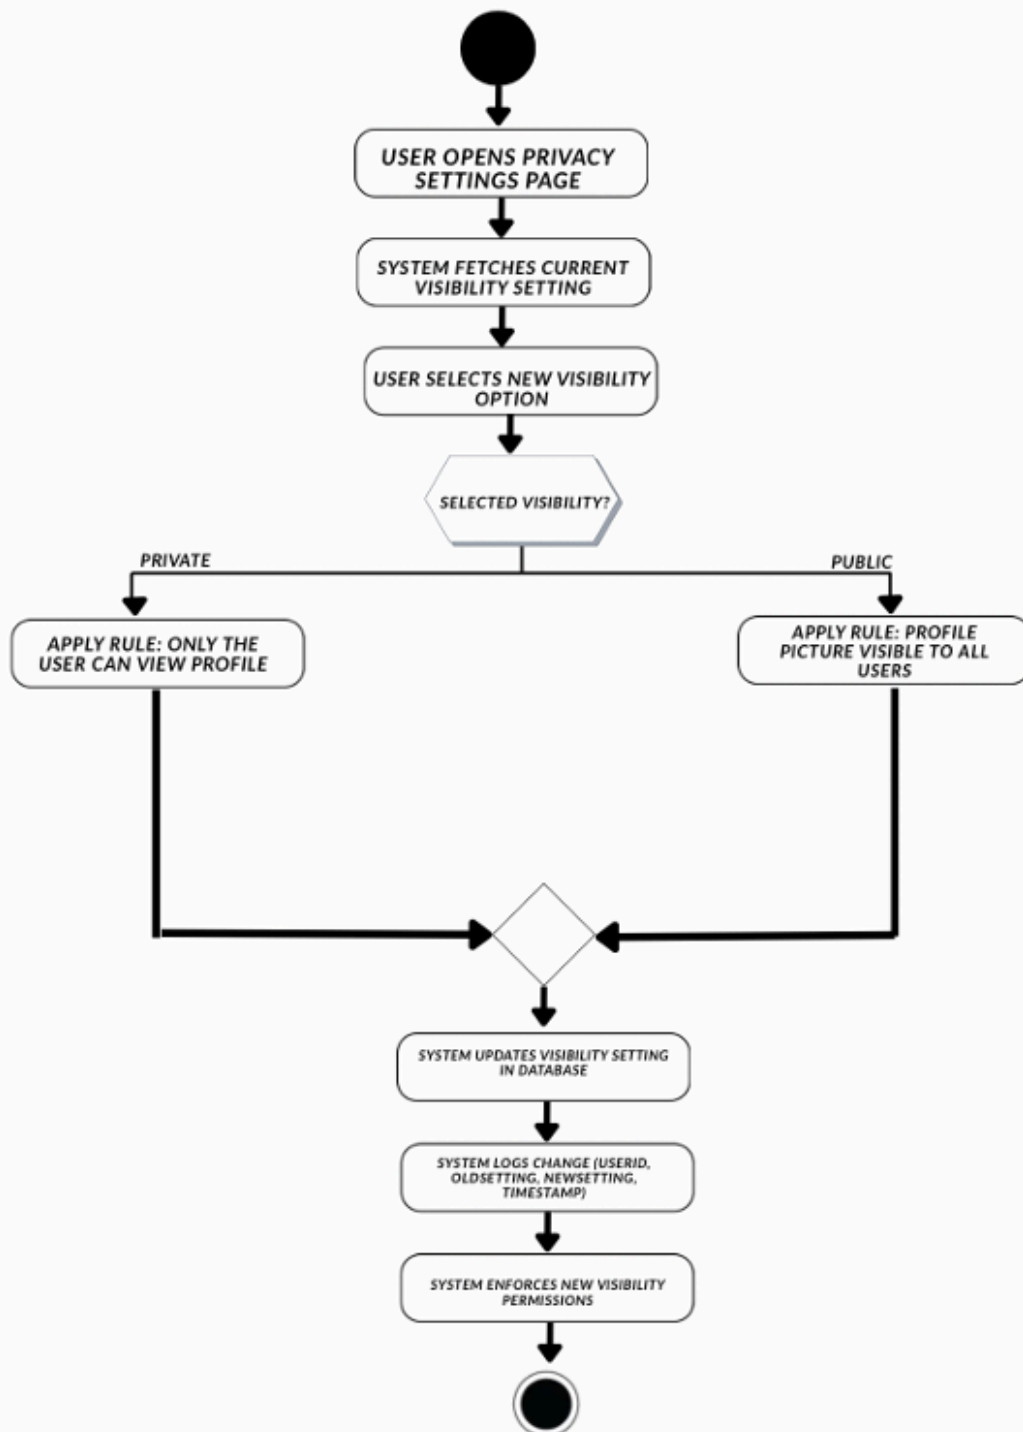 USER OPENS PRIVACY
SETTINGS PAGE
SYSTEM FETCHES CURRENT
VISIBILITY SETTING
USER SELECTS NEW VISIBILITY
OPTION
SELECTED VISIBILITY?
PRIVATE
PUBLIC
APPLY RULE: ONLY THE
USER CAN VIEW PROFILE
APPLY RULE: PROFILE
PICTURE VISIBLE TO ALL
USERS
SYSTEM UPDATES VISIBILITY SETTING
IN DATABASE
SYSTEM LOGS CHANGE (USERID,
OLDSETTING, NEWSETTING,
TIMESTAMP)
SYSTEM ENFORCES NEW VISIBILITY
PERMISSIONS